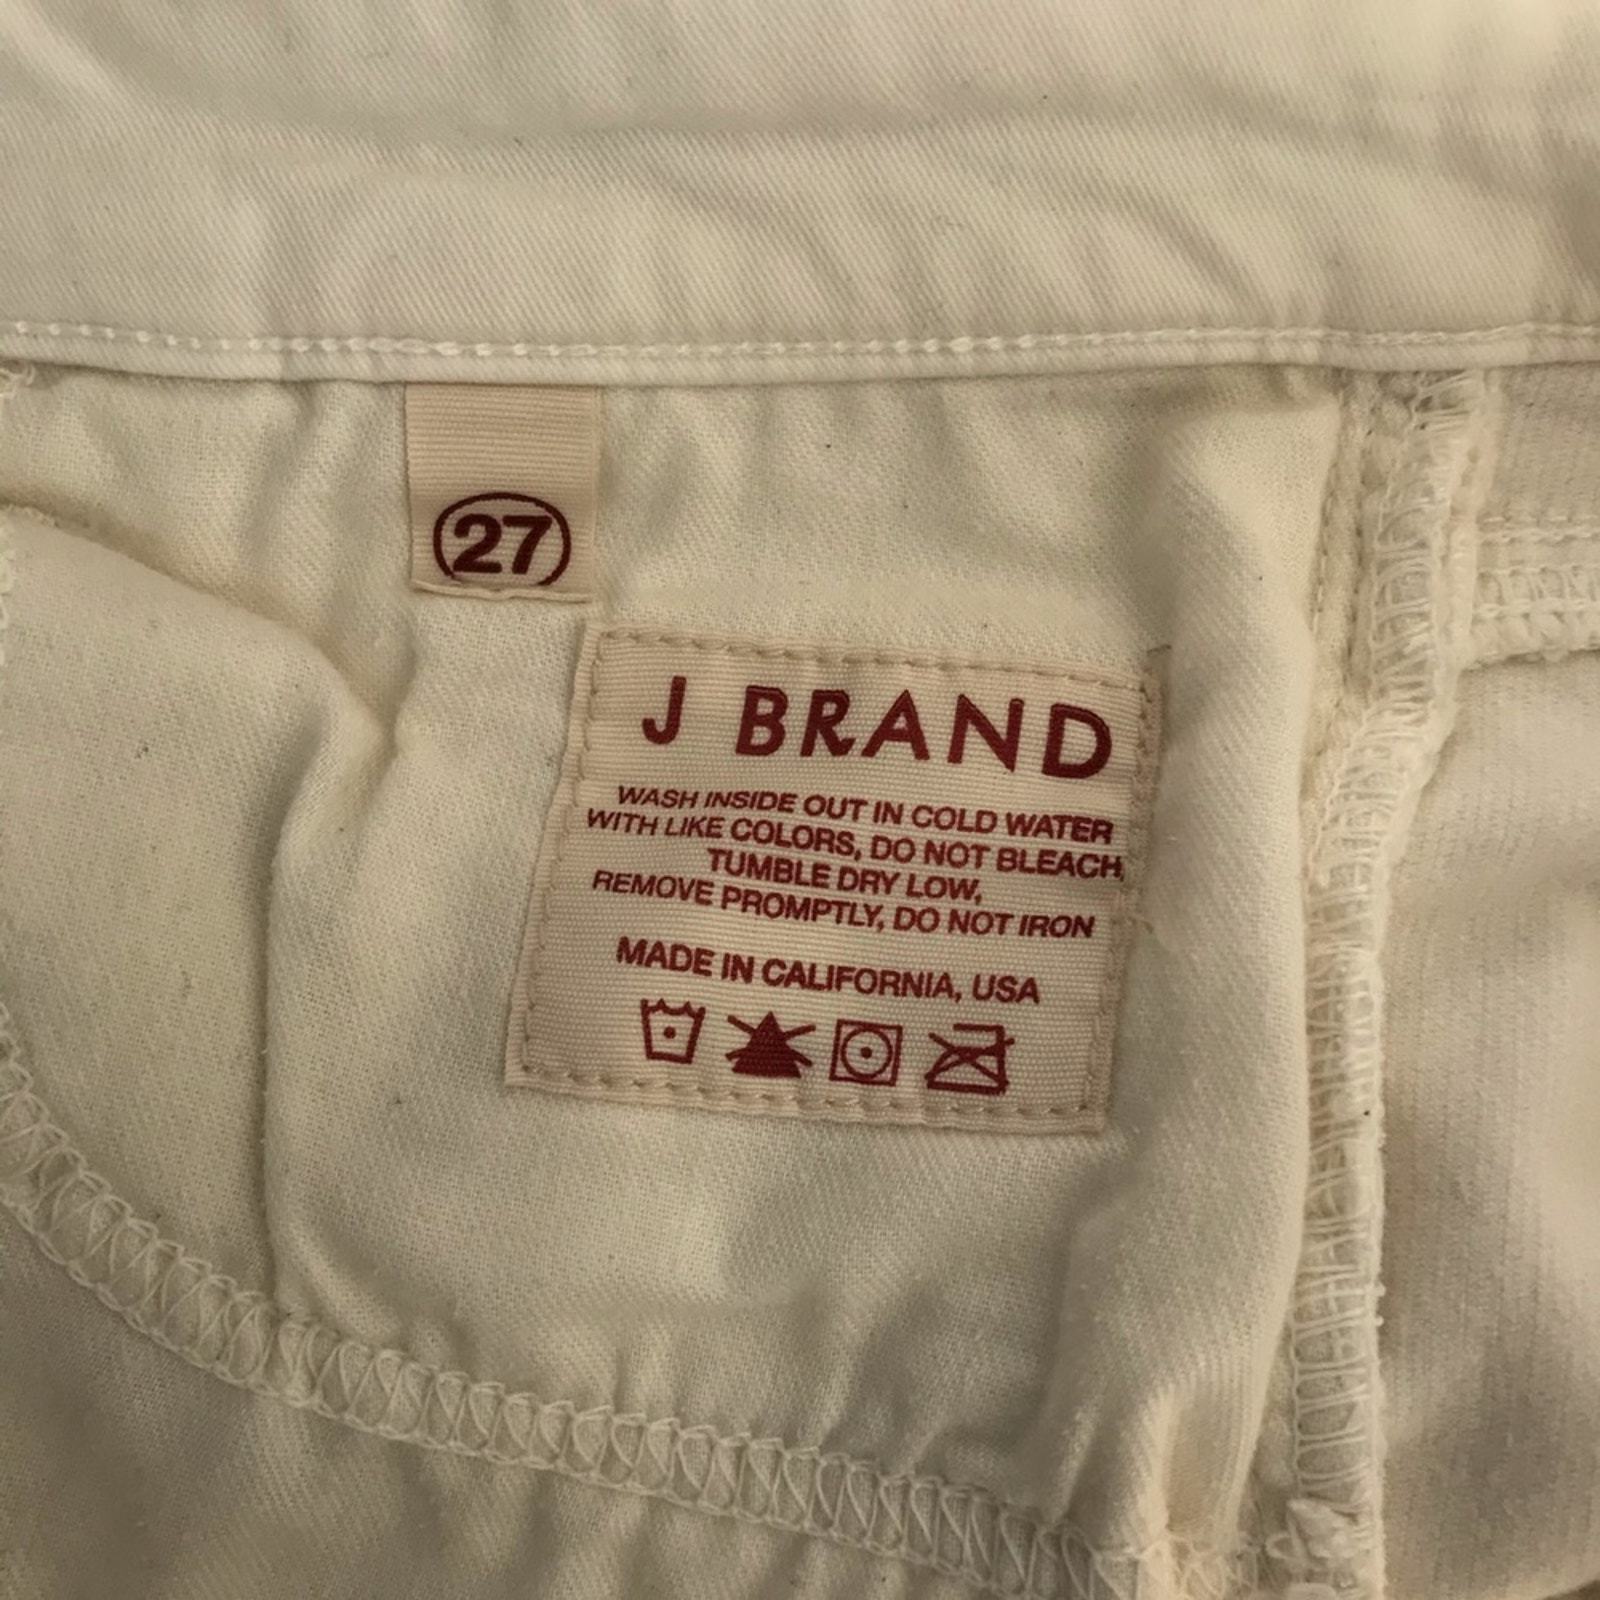 27
J BRAND
WASH INSIDE OUT IN COLD WATER
WITH LIKE COLORS, DO NOT BLEACH,
TUMBLE DRY LOW,
REMOVE PROMPTLY, DO NOT IRON
MADE IN CALIFORNIA, USA